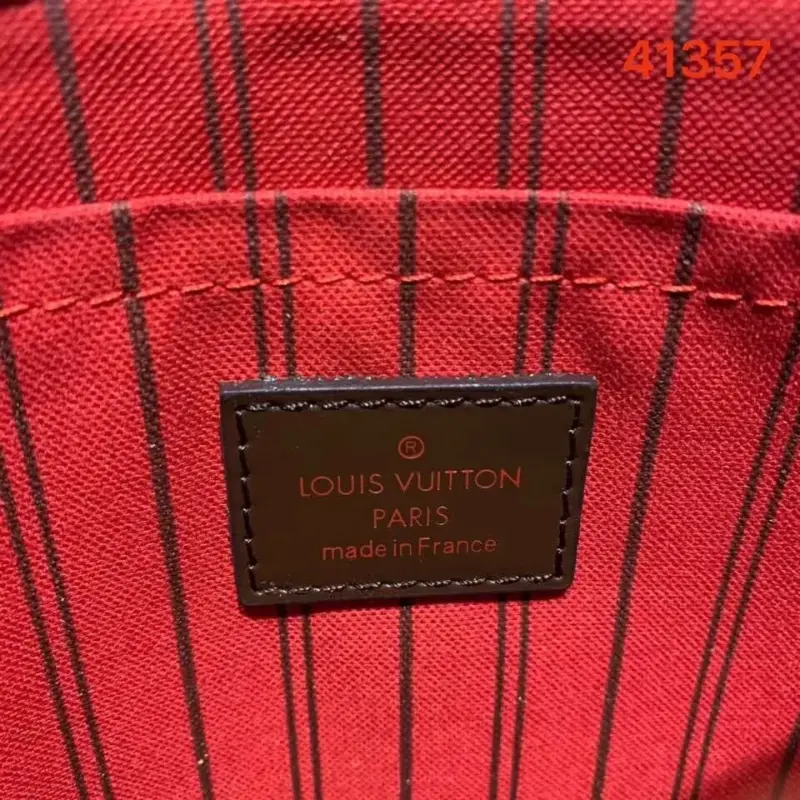 41357
®
LOUIS VUITTON
PARIS
made in France